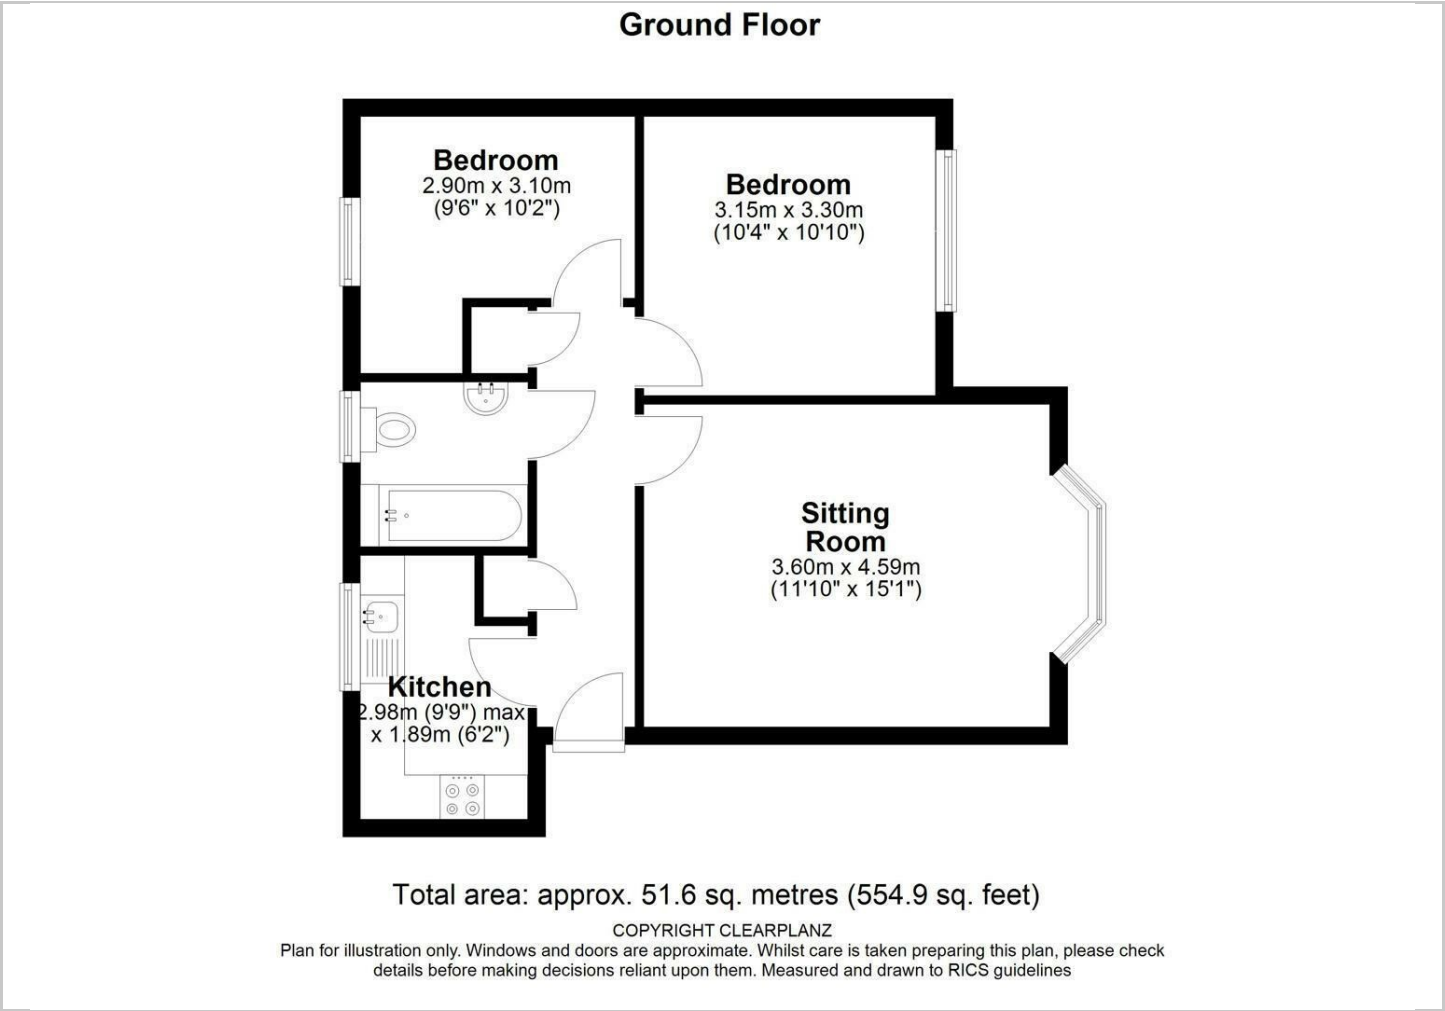 Ground Floor
Bedroom
2.90m x 3.10m
(9'6" x 10'2")
Bedroom
3.15m x 3.30m
(10'4" x 10'10")
Sitting
Room
3.60m x 4.59m
(11'10" x 15'1")
Kitchen
2.98m (9'9") max
x 1.89m (6'2")
Total area: approx. 51.6 sq. metres (554.9 sq. feet)
COPYRIGHT CLEARPLANZ
Plan for illustration only. Windows and doors are approximate. Whilst care is taken preparing this plan, please check
details before making decisions reliant upon them. Measured and drawn to RICS guidelines